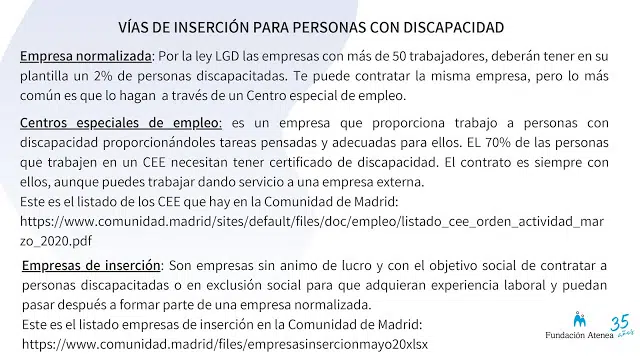 VÍAS DE INSERCIÓN PARA PERSONAS CON DISCAPACIDAD
Empresa normalizada: Por la ley LGD las empresas con más de 50 trabajadores, deberán tener en su
plantilla un 2% de personas discapacitadas. Te puede contratar la misma empresa, pero lo más
común es que lo hagan a través de un Centro especial de empleo.
Centros especiales de empleo: es un empresa que proporciona trabajo a personas con
discapacidad proporcionándoles tareas pensadas y adecuadas para ellos. EL 70% de las personas
que trabajen en un CEE necesitan tener certificado de discapacidad. El contrato es siempre con
ellos, aunque puedes trabajar dando servicio a una empresa externa.
Este es el listado de los CEE que hay en la Comunidad de Madrid:
https://www.comunidad.madrid/sites/default/files/doc/empleo/listado_cee_orden_actividad_mar
zo_2020.pdf
Empresas de inserción: Son empresas sin animo de lucro y con el objetivo social de contratar a
personas discapacitadas o en exclusión social para que adquieran experiencia laboral y puedan
pasar después a formar parte de una empresa normalizada.
Este es el listado empresas de inserción en la Comunidad de Madrid:
https://www.comunidad.madrid/files/empresasinsercionmayo20xlsx
Fundación Atenea
35 años